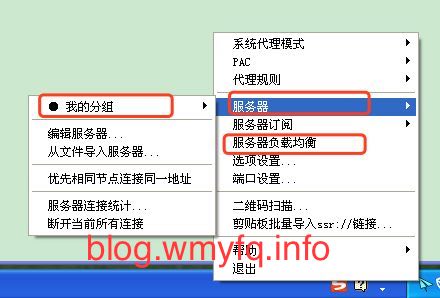 系统代理模式
PAC
代理规则
服务器
服务器订阅
服务器负载均衡
选项设置...
端口设置...
二维码扫描...
剪贴板批量导入ssr://链接...
帮助
退出
我的分组
编辑服务器...
从文件导入服务器...
优先相同节点连接同一地址
服务器连接统计...
断开当前所有连接
blog.wmyfq.info